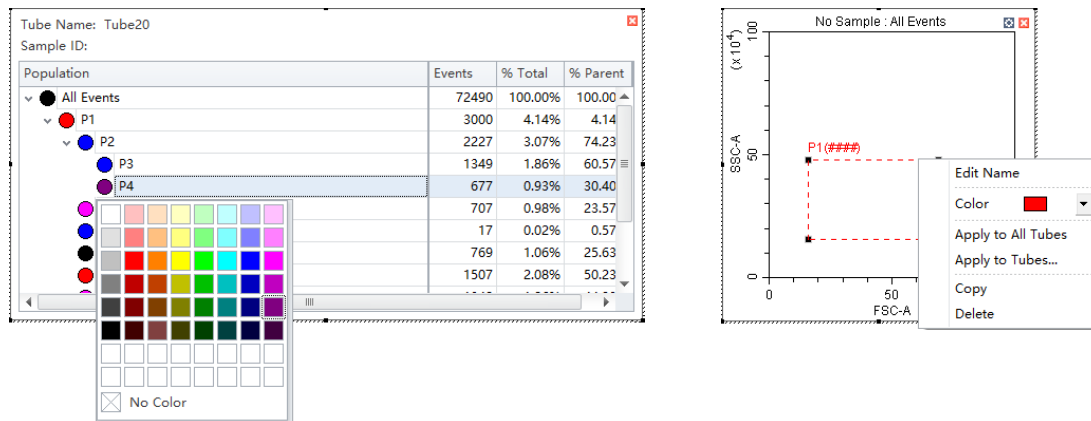 Tube Name: Tube20
Sample ID:
Population Events % Total % Parent
All Events 72490 100.00% 100.00
P1 3000 4.14% 4.14
P2 2227 3.07% 74.23
P3 1349 1.86% 60.57
P4 677 0.93% 30.40
707 0.98% 23.57
17 0.02% 0.57
769 1.06% 25.63
1507 2.08% 50.23
No Color
No Sample : All Events
(x 10^4)
100
50
0
SSC-A
P1(####)
0 50
FSC-A
Edit Name
Color
Apply to All Tubes
Apply to Tubes...
Copy
Delete